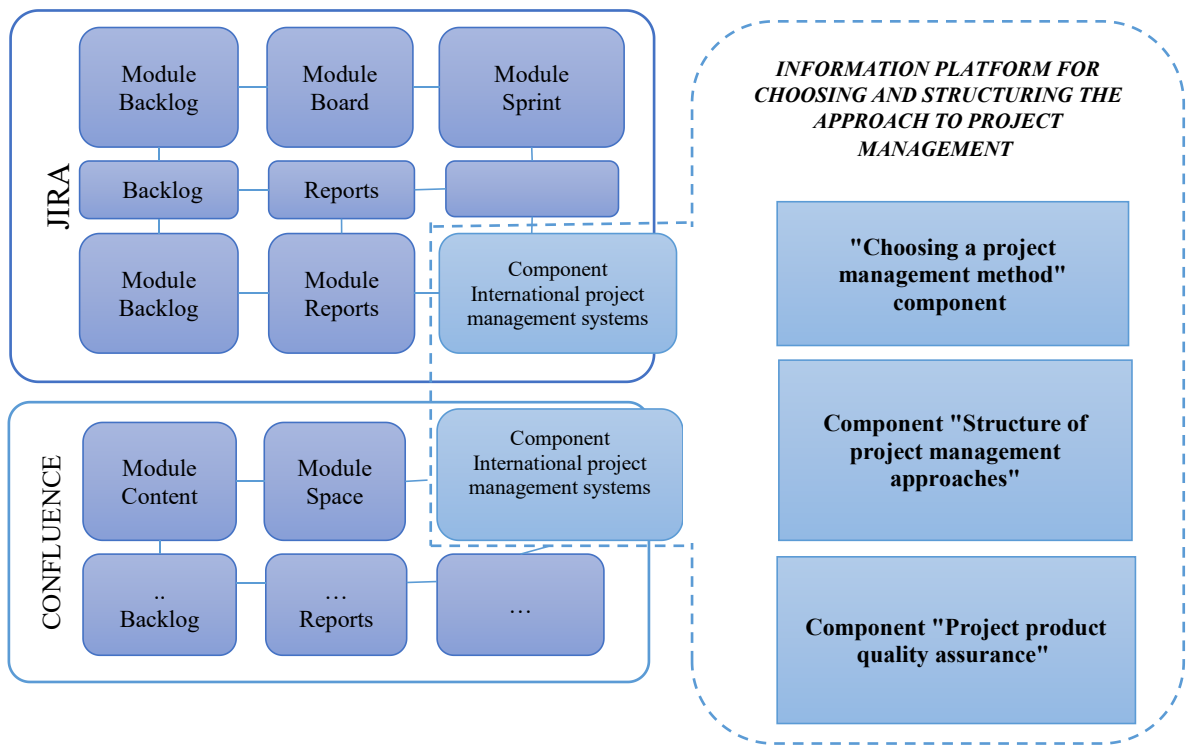 JIRA
Module
Backlog
Module
Board
Module
Sprint
Backlog
Reports
Module
Backlog
Module
Reports
Component
International project
management systems
CONFLUENCE
Module
Content
Module
Space
Component
International project
management systems
..
Backlog
…
Reports
…
INFORMATION PLATFORM FOR
CHOOSING AND STRUCTURING THE
APPROACH TO PROJECT
MANAGEMENT
"Choosing a project
management method"
component
Component "Structure of
project management
approaches"
Component "Project product
quality assurance"